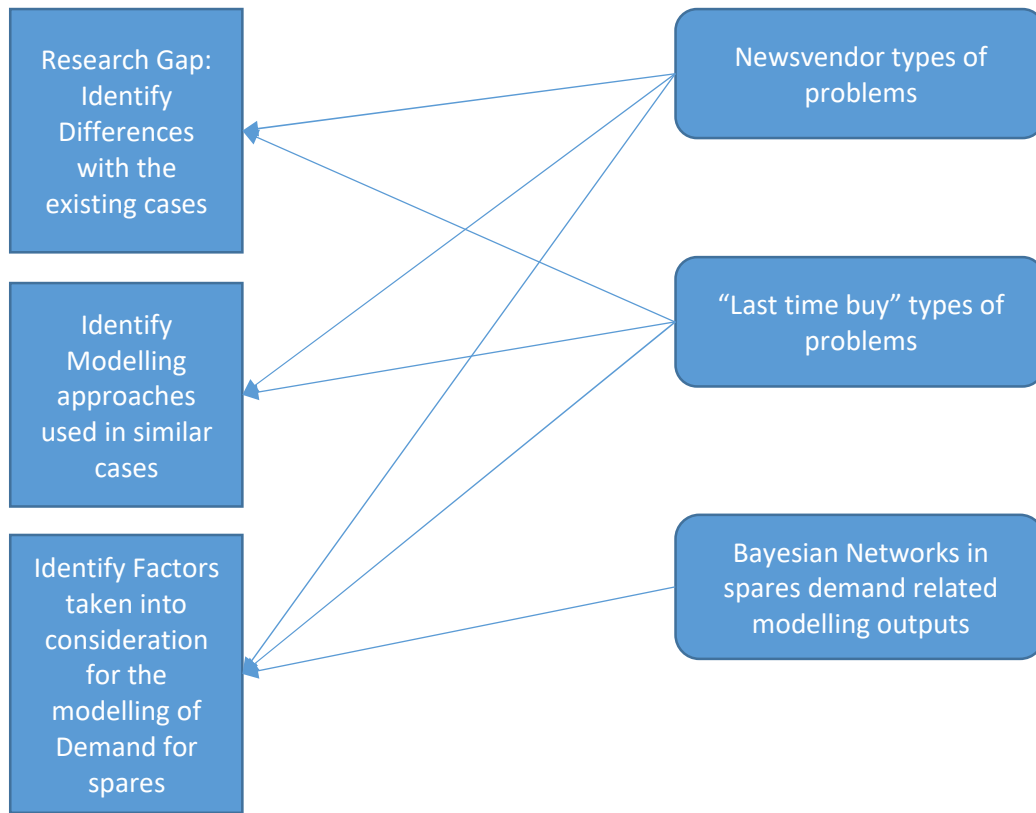 Research Gap:
Identify
Differences
with the
existing cases
Identify
Modelling
approaches
used in similar
cases
Identify Factors
taken into
consideration
for the
modelling of
Demand for
spares
Newsvendor types of
problems
“Last time buy” types of
problems
Bayesian Networks in
spares demand related
modelling outputs